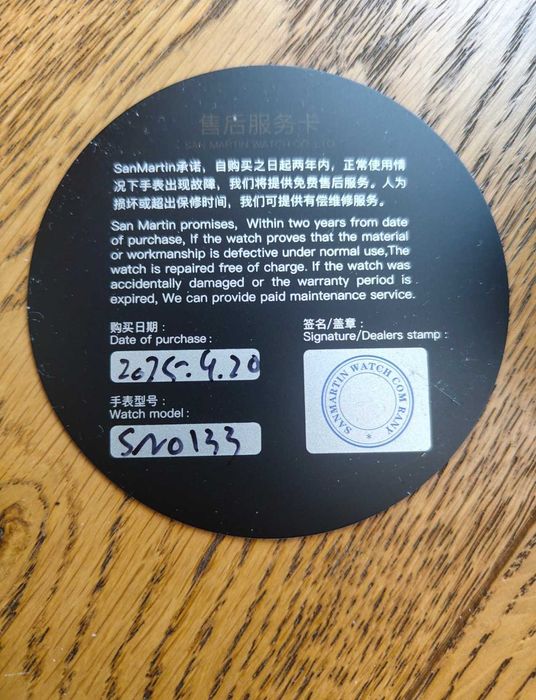 售后服务卡
SAN MARTIN WATCH CO.,LTD
SanMartin承诺，自购买之日起两年内，正常使用情
况下手表出现故障，我们将提供免费售后服务。人为
损坏或超出保修时间，我们可提供有偿维修服务。
San Martin promises, Within two years from date
of purchase, If the watch proves that the material
or workmanship is defective under normal use,The
watch is repaired free of charge. If the watch was
accidentally damaged or the warranty period is
expired, We can provide paid maintenance service.
购买日期：
Date of purchase :
2025.4.20
手表型号：
Watch model :
SN0133
签名/盖章：
Signature/Dealers stamp :
SANMARTIN WATCH COM RANY
*